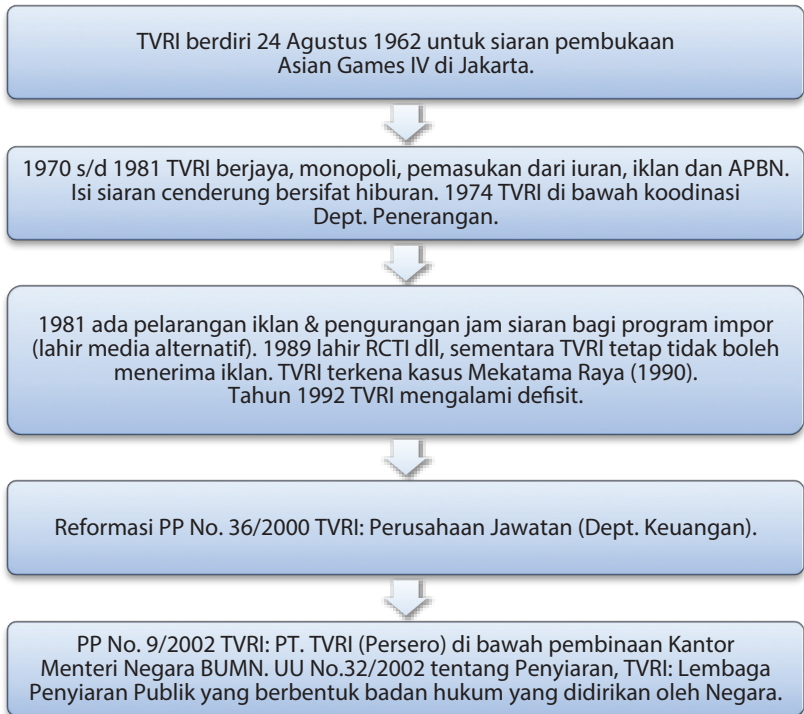 TVRI berdiri 24 Agustus 1962 untuk siaran pembukaan
Asian Games IV di Jakarta.
1970 s/d 1981 TVRI berjaya, monopoli, pemasukan dari iuran, iklan dan APBN.
Isi siaran cenderung bersifat hiburan. 1974 TVRI di bawah koodinasi
Dept. Penerangan.
1981 ada pelarangan iklan & pengurangan jam siaran bagi program impor
(lahir media alternatif). 1989 lahir RCTI dll, sementara TVRI tetap tidak boleh
menerima iklan. TVRI terkena kasus Mekatama Raya (1990).
Tahun 1992 TVRI mengalami defisit.
Reformasi PP No. 36/2000 TVRI: Perusahaan Jawatan (Dept. Keuangan).
PP No. 9/2002 TVRI: PT. TVRI (Persero) di bawah pembinaan Kantor
Menteri Negara BUMN. UU No.32/2002 tentang Penyiaran, TVRI: Lembaga
Penyiaran Publik yang berbentuk badan hukum yang didirikan oleh Negara.